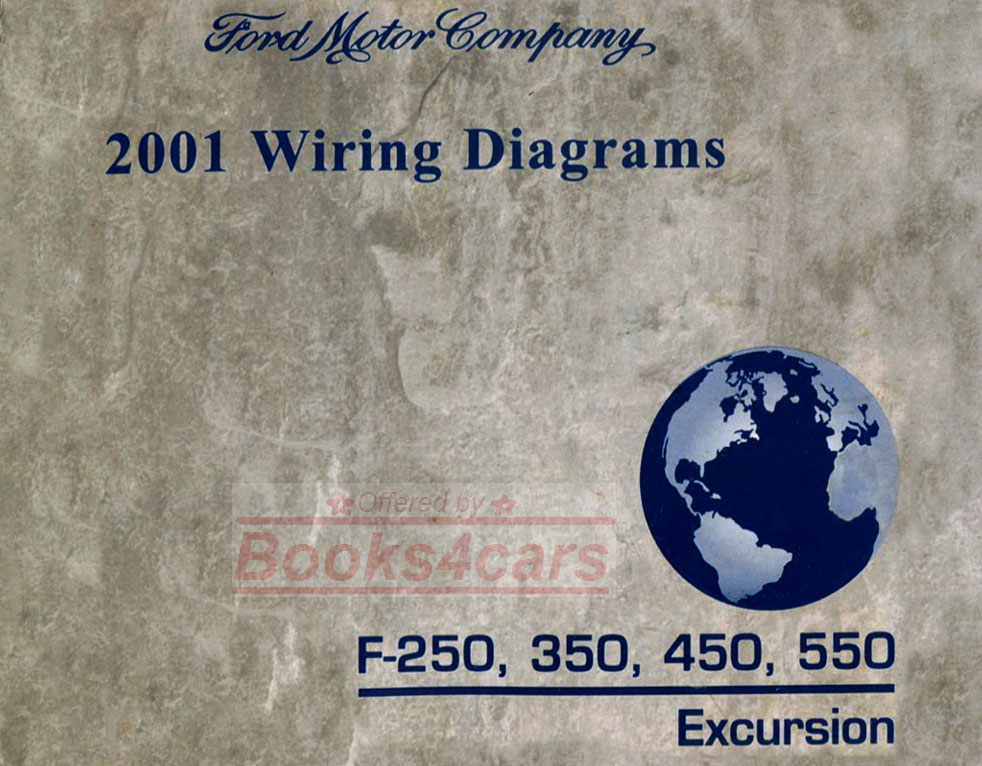 Ford Motor Company
2001 Wiring Diagrams
Offered by
Books4cars
F-250, 350, 450, 550
Excursion